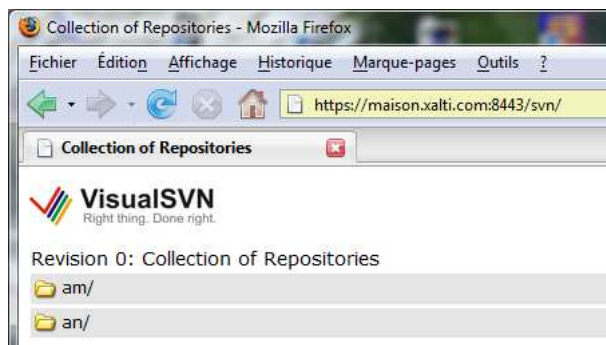 Collection of Repositories - Mozilla Firefox
Fichier Édition Affichage Historique Marque-pages Outils ?
https://maison.xalti.com:8443/svn/
Collection of Repositories
VisualSVN
Right thing. Done right.
Revision 0: Collection of Repositories
am/
an/